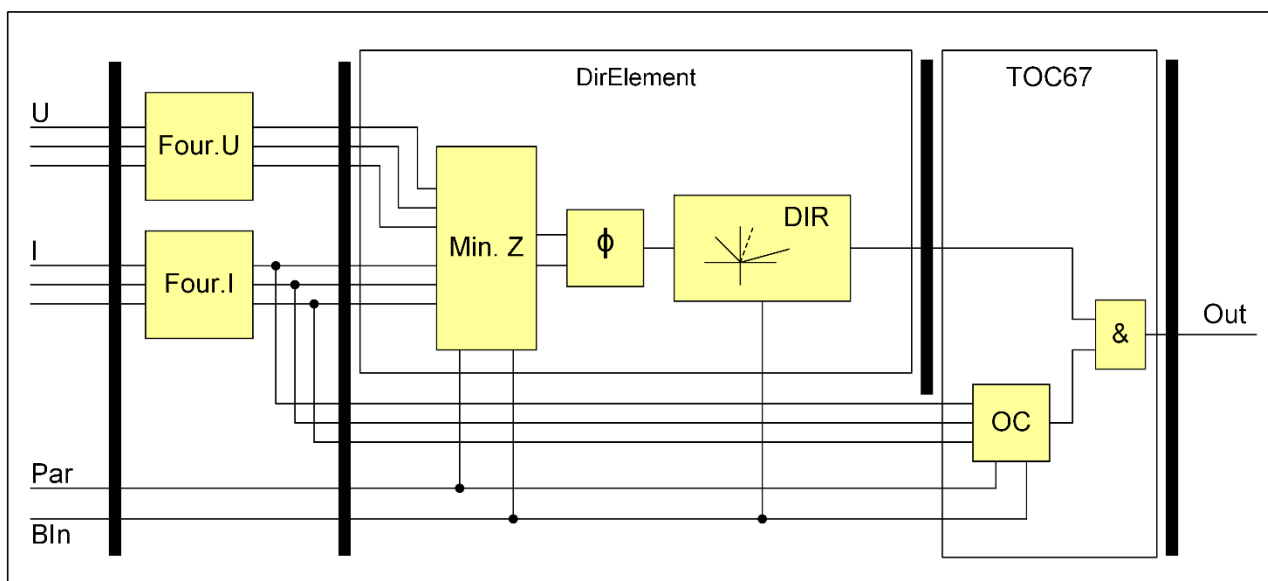 DirElement
TOC67
U
Four.U
DIR
Min. Z
ϕ
I
Four.I
Out
&
OC
Par
BIn